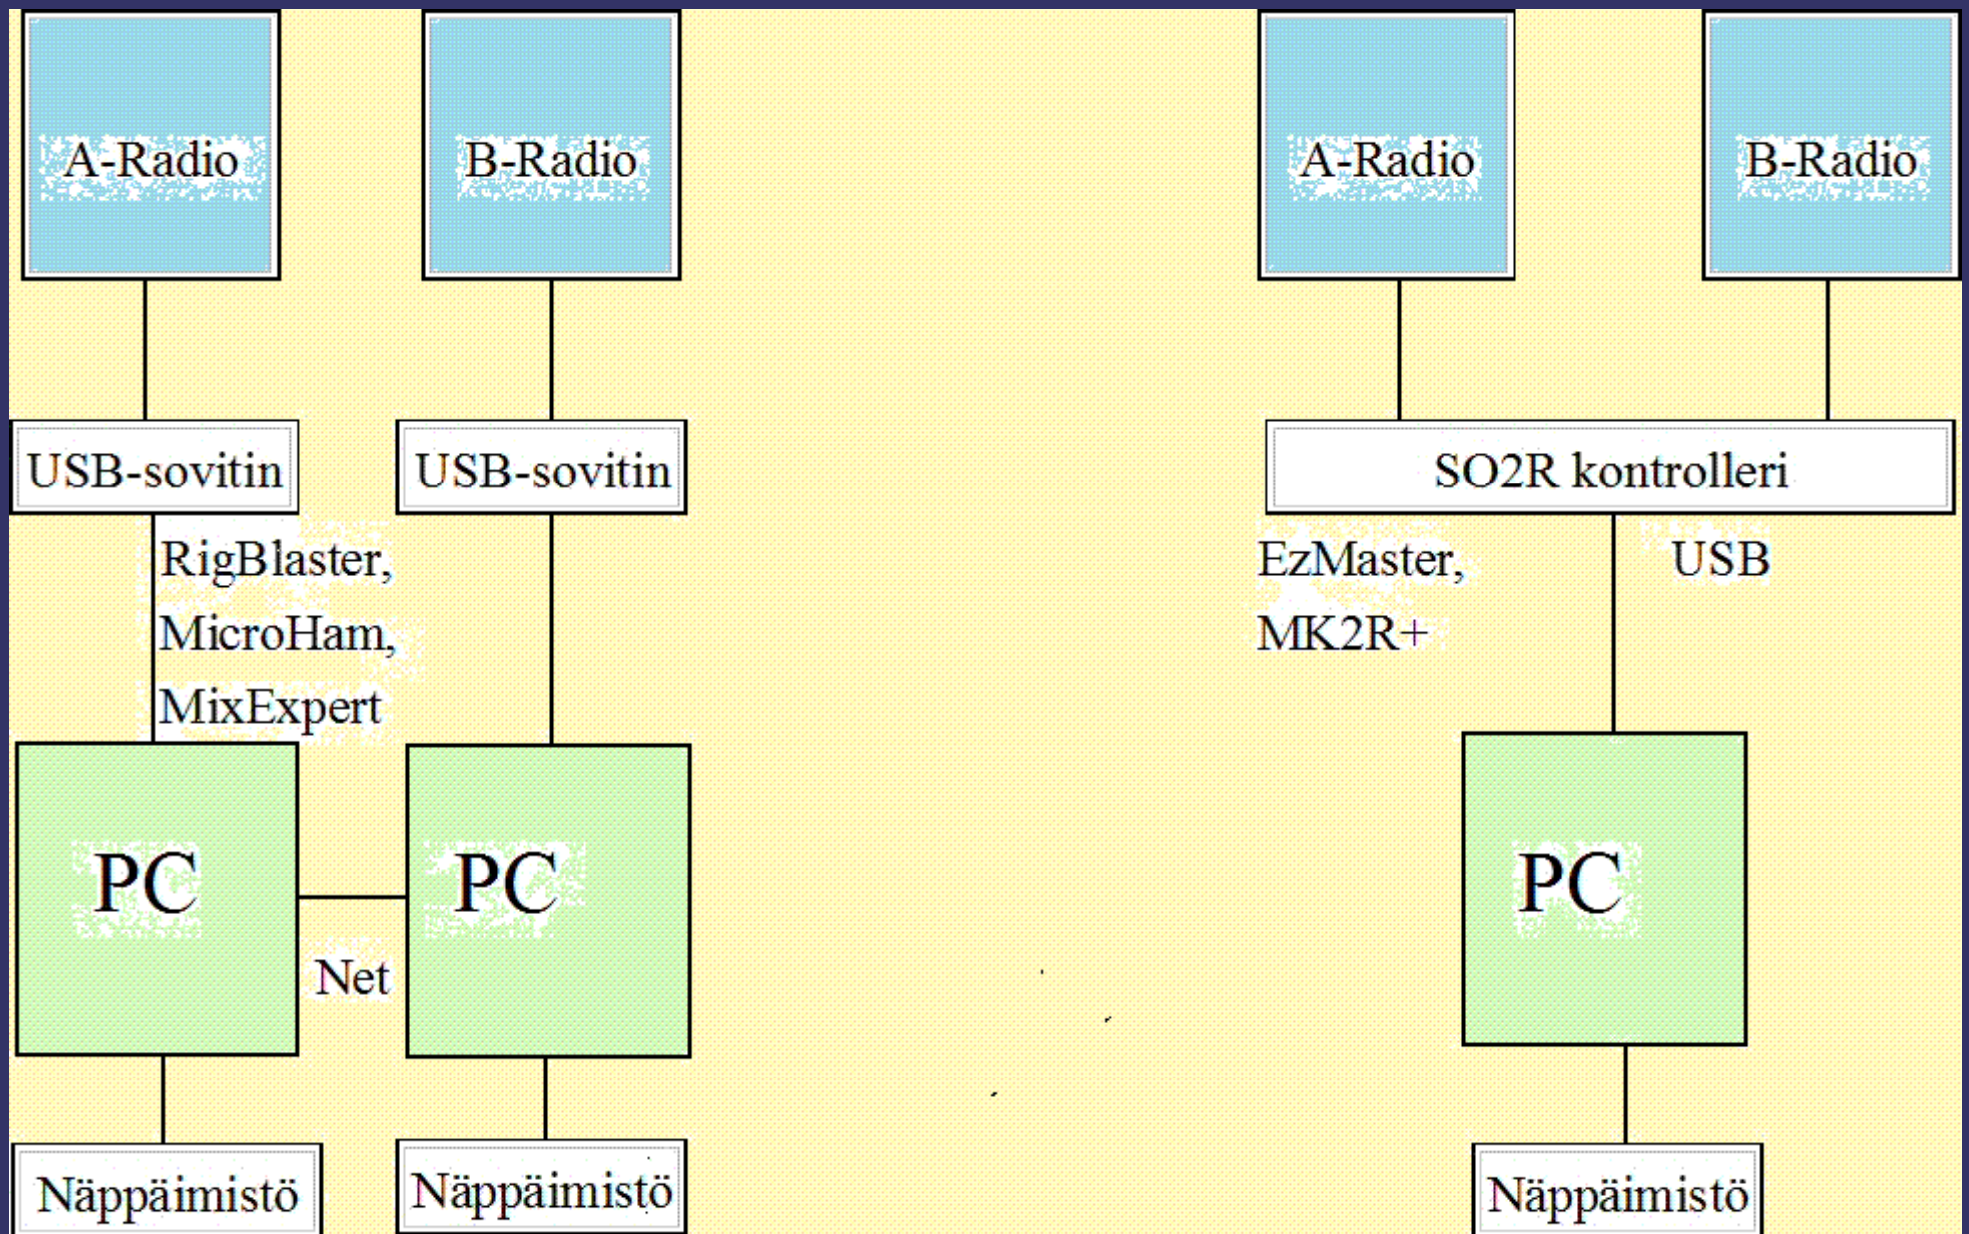 A-Radio
B-Radio
A-Radio
B-Radio
USB-sovitin
USB-sovitin
SO2R kontrolleri
RigBlaster,
MicroHam,
MixExpert
EzMaster,
MK2R+
USB
PC
PC
PC
Net
Näppäimistö
Näppäimistö
Näppäimistö